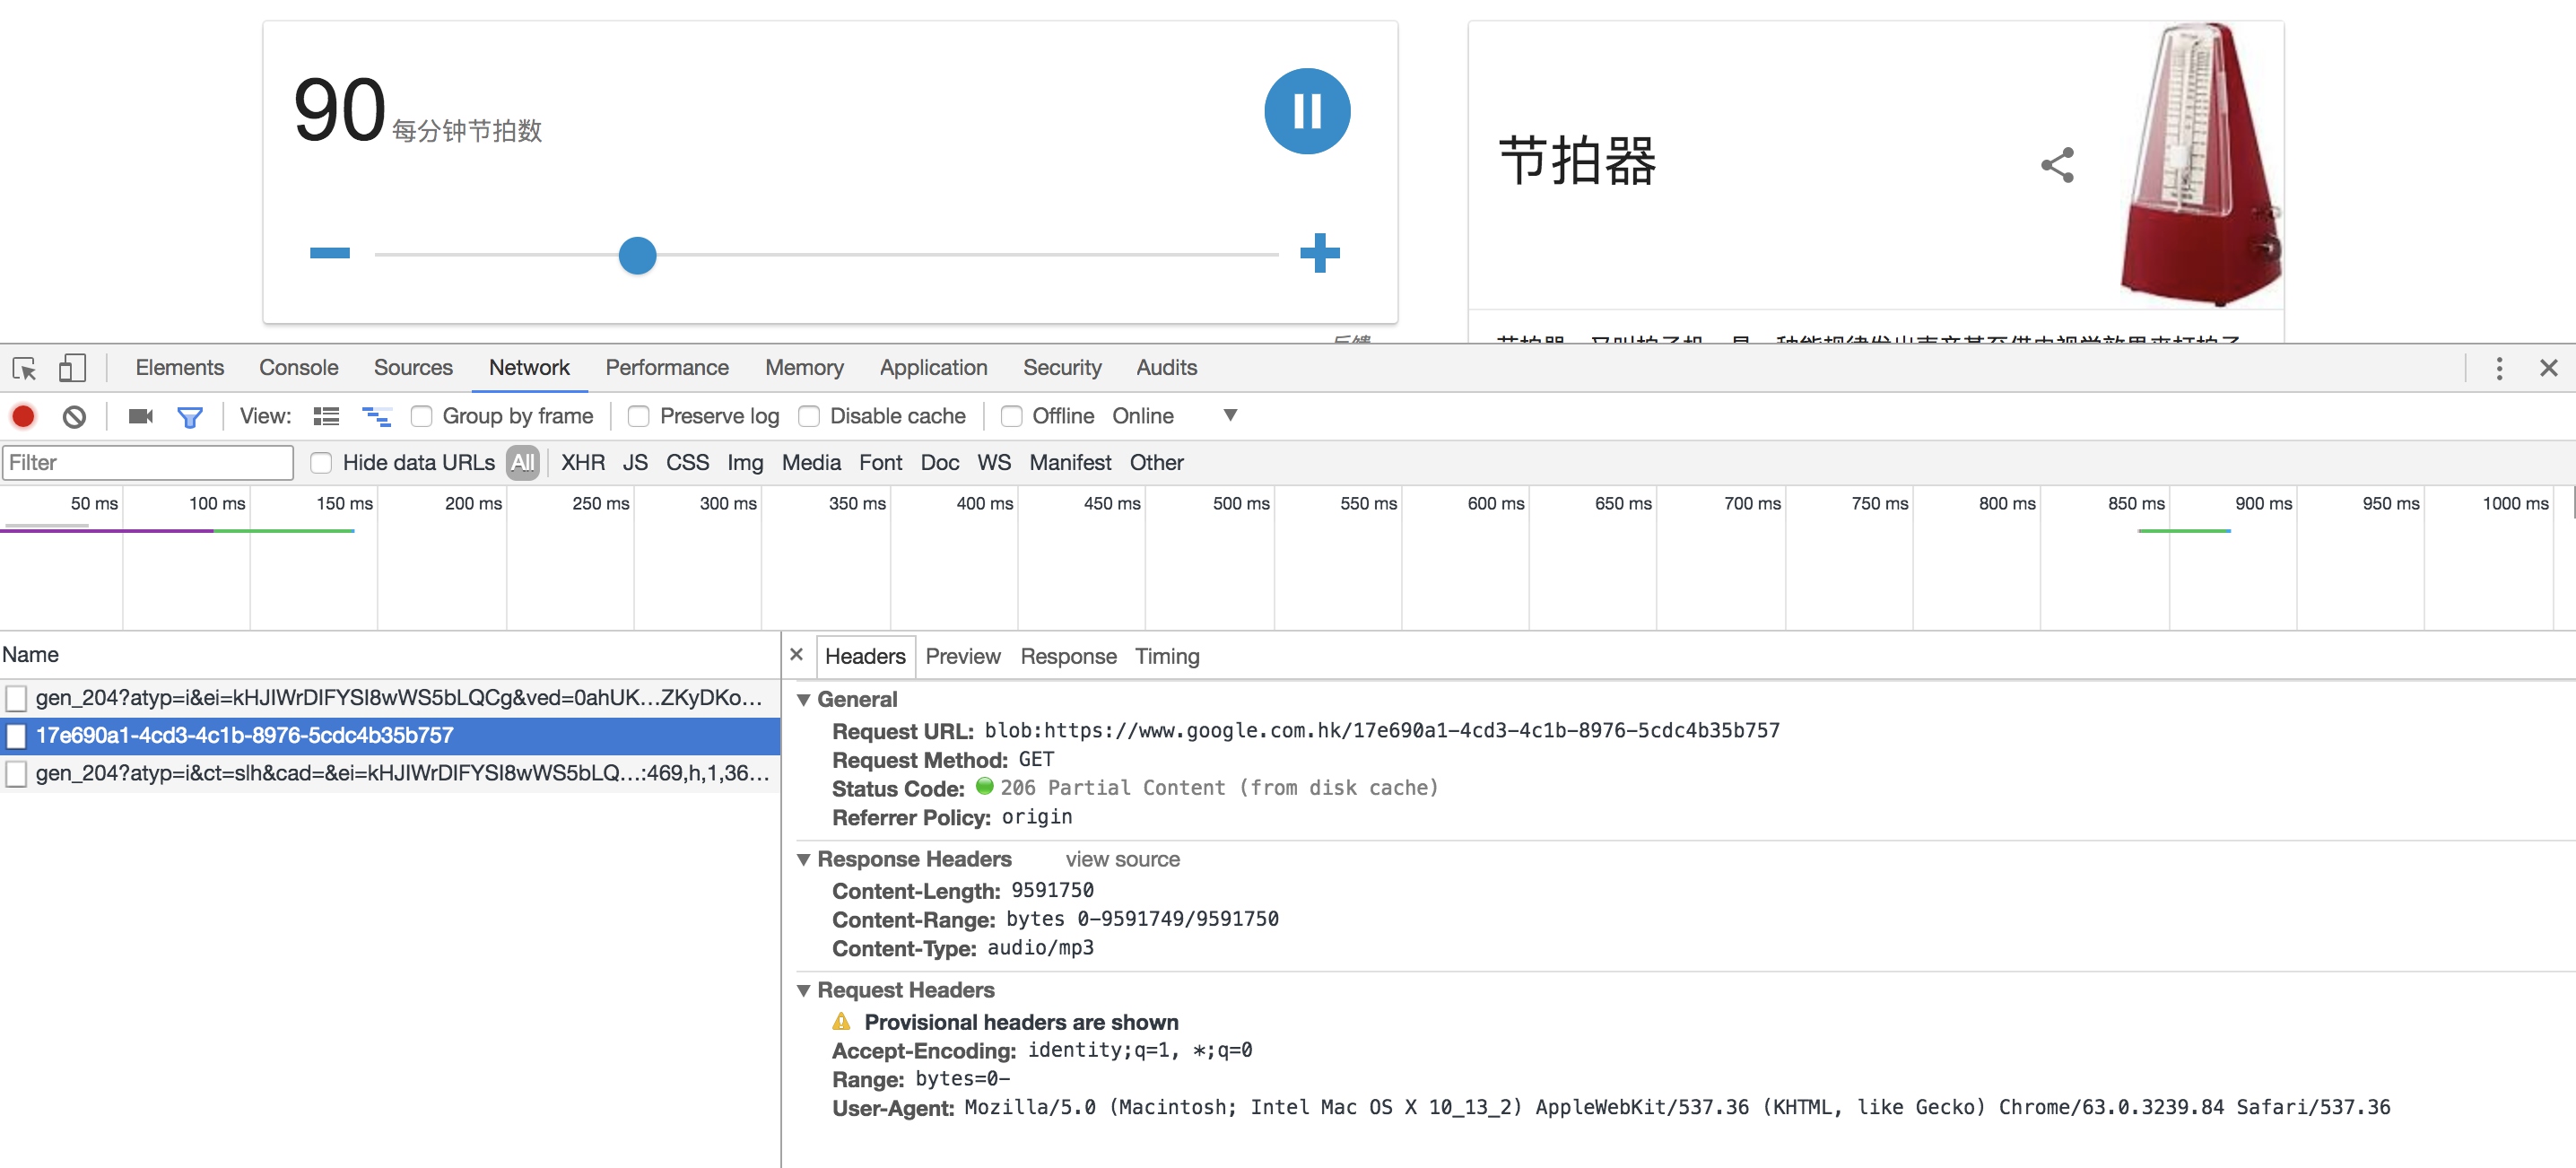 90 每分钟节拍数
节拍器
Elements Console Sources Network Performance Memory Application Security Audits
View: Group by frame Preserve log Disable cache Offline Online
Filter Hide data URLs All XHR JS CSS Img Media Font Doc WS Manifest Other
50 ms 100 ms 150 ms 200 ms 250 ms 300 ms 350 ms 400 ms 450 ms 500 ms 550 ms 600 ms 650 ms 700 ms 750 ms 800 ms 850 ms 900 ms 950 ms 1000 ms
Name
gen_204?atyp=i&ei=kHJIWrDIFYSI8wWS5bLQCg&ved=0ahUK…ZKyDKo…
17e690a1-4cd3-4c1b-8976-5cdc4b35b757
gen_204?atyp=i&ct=slh&cad=&ei=kHJIWrDIFYSI8wWS5bLQ…:469,h,1,36…
Headers Preview Response Timing
General
Request URL: blob:https://www.google.com.hk/17e690a1-4cd3-4c1b-8976-5cdc4b35b757
Request Method: GET
Status Code: 206 Partial Content (from disk cache)
Referrer Policy: origin
Response Headers view source
Content-Length: 9591750
Content-Range: bytes 0-9591749/9591750
Content-Type: audio/mp3
Request Headers
Provisional headers are shown
Accept-Encoding: identity;q=1, *;q=0
Range: bytes=0-
User-Agent: Mozilla/5.0 (Macintosh; Intel Mac OS X 10_13_2) AppleWebKit/537.36 (KHTML, like Gecko) Chrome/63.0.3239.84 Safari/537.36